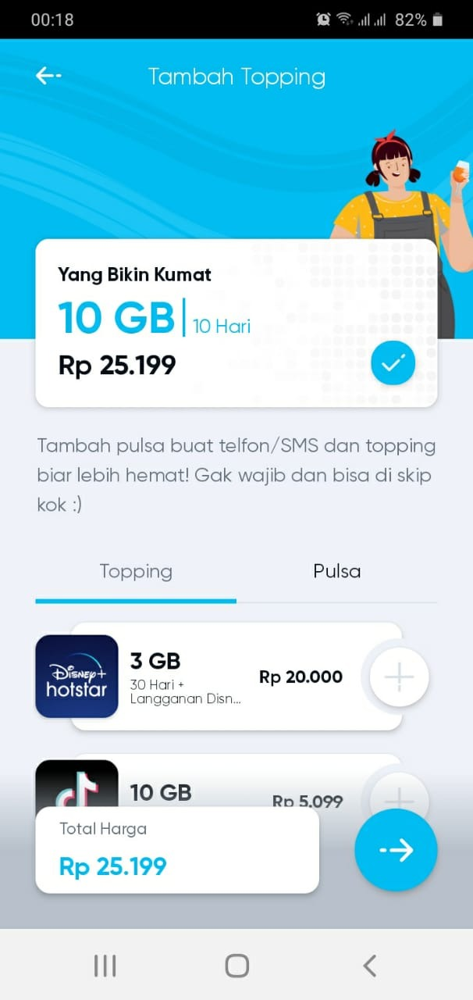 00:18
82%
Tambah Topping
Yang Bikin Kumat
10 GB
10 Hari
Rp 25.199
Tambah pulsa buat telfon/SMS dan topping
biar lebih hemat! Gak wajib dan bisa di skip
kok :)
Topping
Pulsa
Disney+
hotstar
3 GB
30 Hari +
Langganan Disn...
Rp 20.000
10 GB
Rp 5.099
Total Harga
Rp 25.199